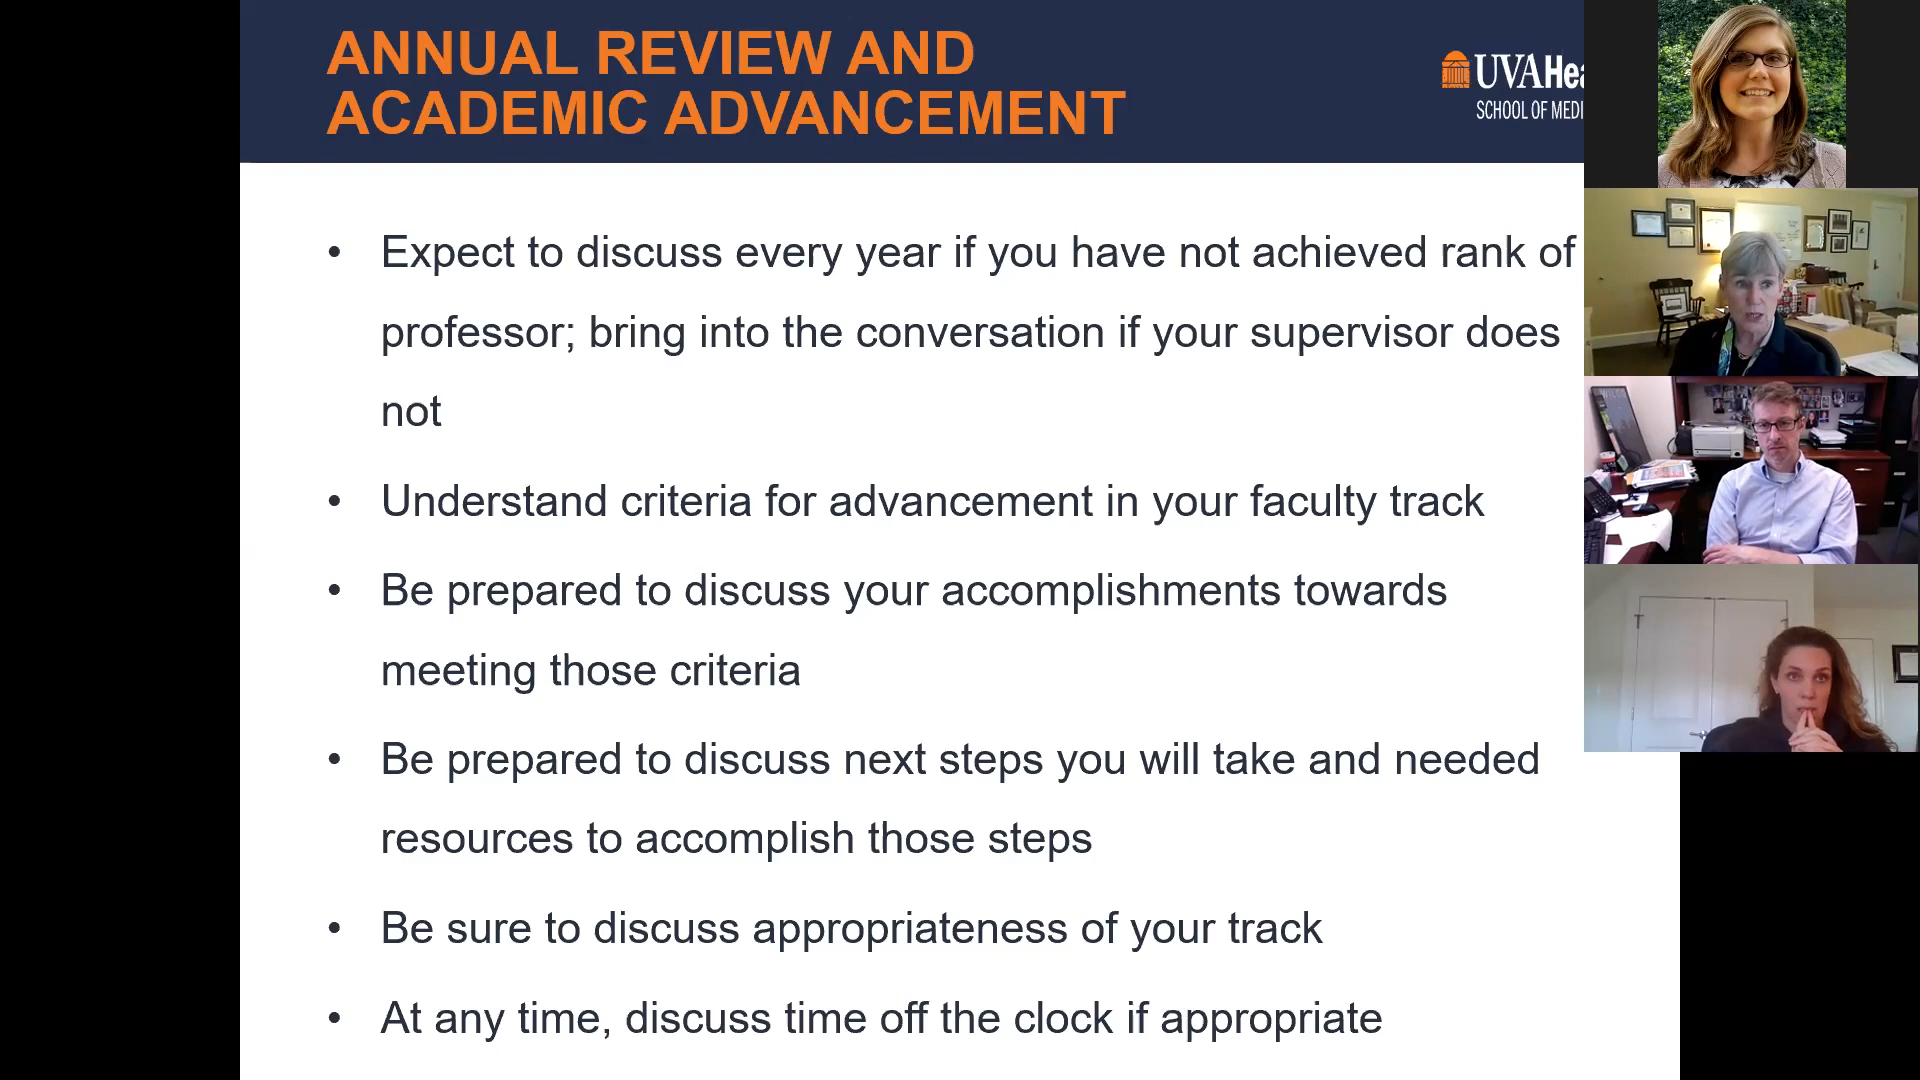 ANNUAL REVIEW AND
ACADEMIC ADVANCEMENT
UVAHea
SCHOOL OF MEDI
• Expect to discuss every year if you have not achieved rank of
professor; bring into the conversation if your supervisor does
not
• Understand criteria for advancement in your faculty track
• Be prepared to discuss your accomplishments towards
meeting those criteria
• Be prepared to discuss next steps you will take and needed
resources to accomplish those steps
• Be sure to discuss appropriateness of your track
• At any time, discuss time off the clock if appropriate